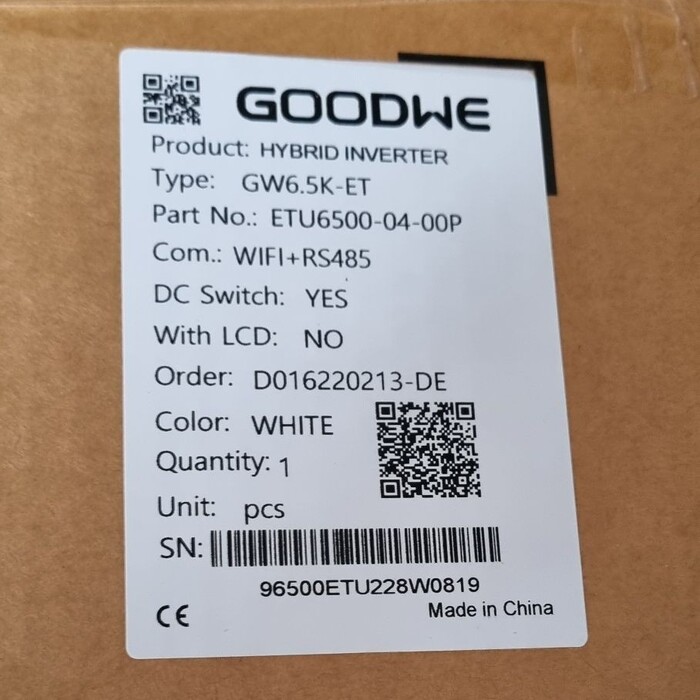 GOODWE
Product: HYBRID INVERTER
Type: GW6.5K-ET
Part No.: ETU6500-04-00P
Com.: WIFI+RS485
DC Switch: YES
With LCD: NO
Order: D016220213-DE
Color: WHITE
Quantity: 1
Unit: pcs
SN:
96500ETU228W0819
CE
Made in China